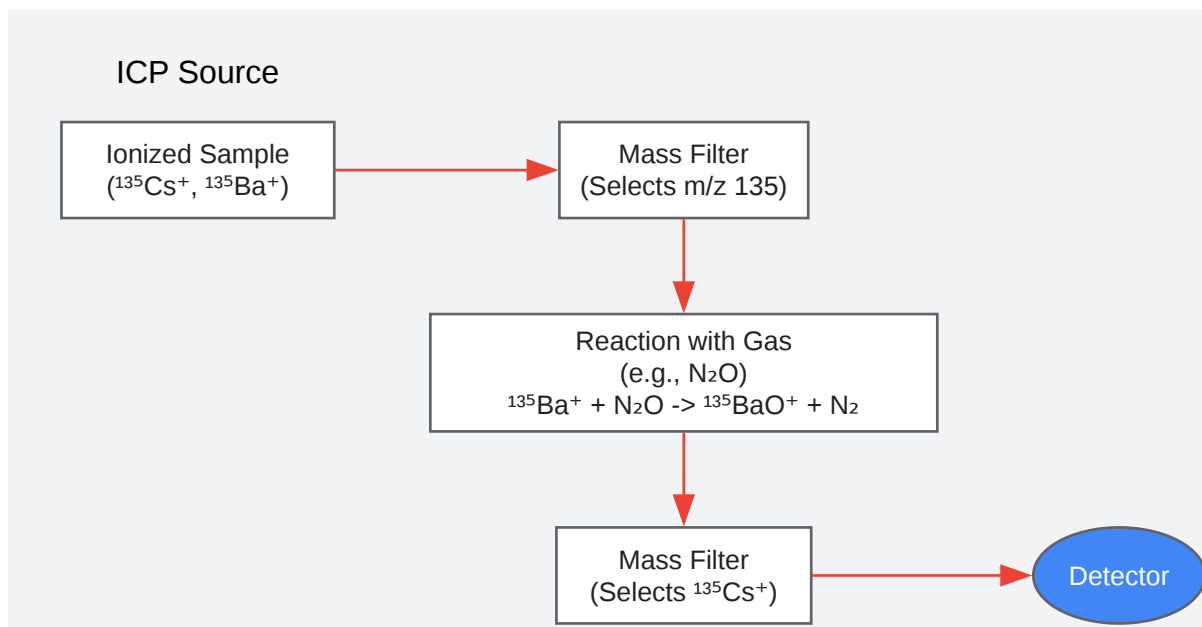 ICP Source
Ionized Sample
(¹³⁵Cs⁺, ¹³⁵Ba⁺)
Mass Filter
(Selects m/z 135)
Reaction with Gas
(e.g., N₂O)
¹³⁵Ba⁺ + N₂O -> ¹³⁵BaO⁺ + N₂
Mass Filter
(Selects ¹³⁵Cs⁺)
Detector